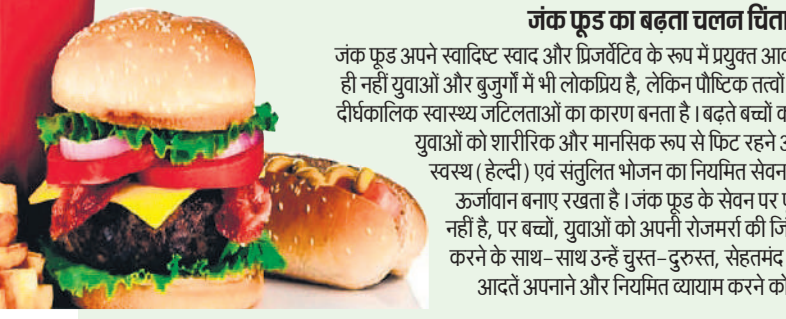 जंक फूड का बढ़ता चलन चिंता
जंक फूड अपने स्वादिष्ट स्वाद और प्रिजर्वेटिव के रूप में प्रयुक्त आक
ही नहीं युवाओं और बुजुर्गों में भी लोकप्रिय है, लेकिन पौष्टिक तत्वों
दीर्घकालिक स्वास्थ्य जटिलताओं का कारण बनता है । बढ़ते बच्चों क
युवाओं को शारीरिक और मानसिक रूप से फिट रहने
स्वस्थ ( हेल्दी ) एवं संतुलित भोजन का नियमित सेवन
ऊर्जावान बनाए रखता है । जंक फूड के सेवन पर
नहीं है, पर बच्चों, युवाओं को अपनी रोजमर्रा की जिं
करने के साथ-साथ उन्हें चुस्त-दुरुस्त, सेहतमंद
आदतें अपनाने और नियमित व्यायाम करने को